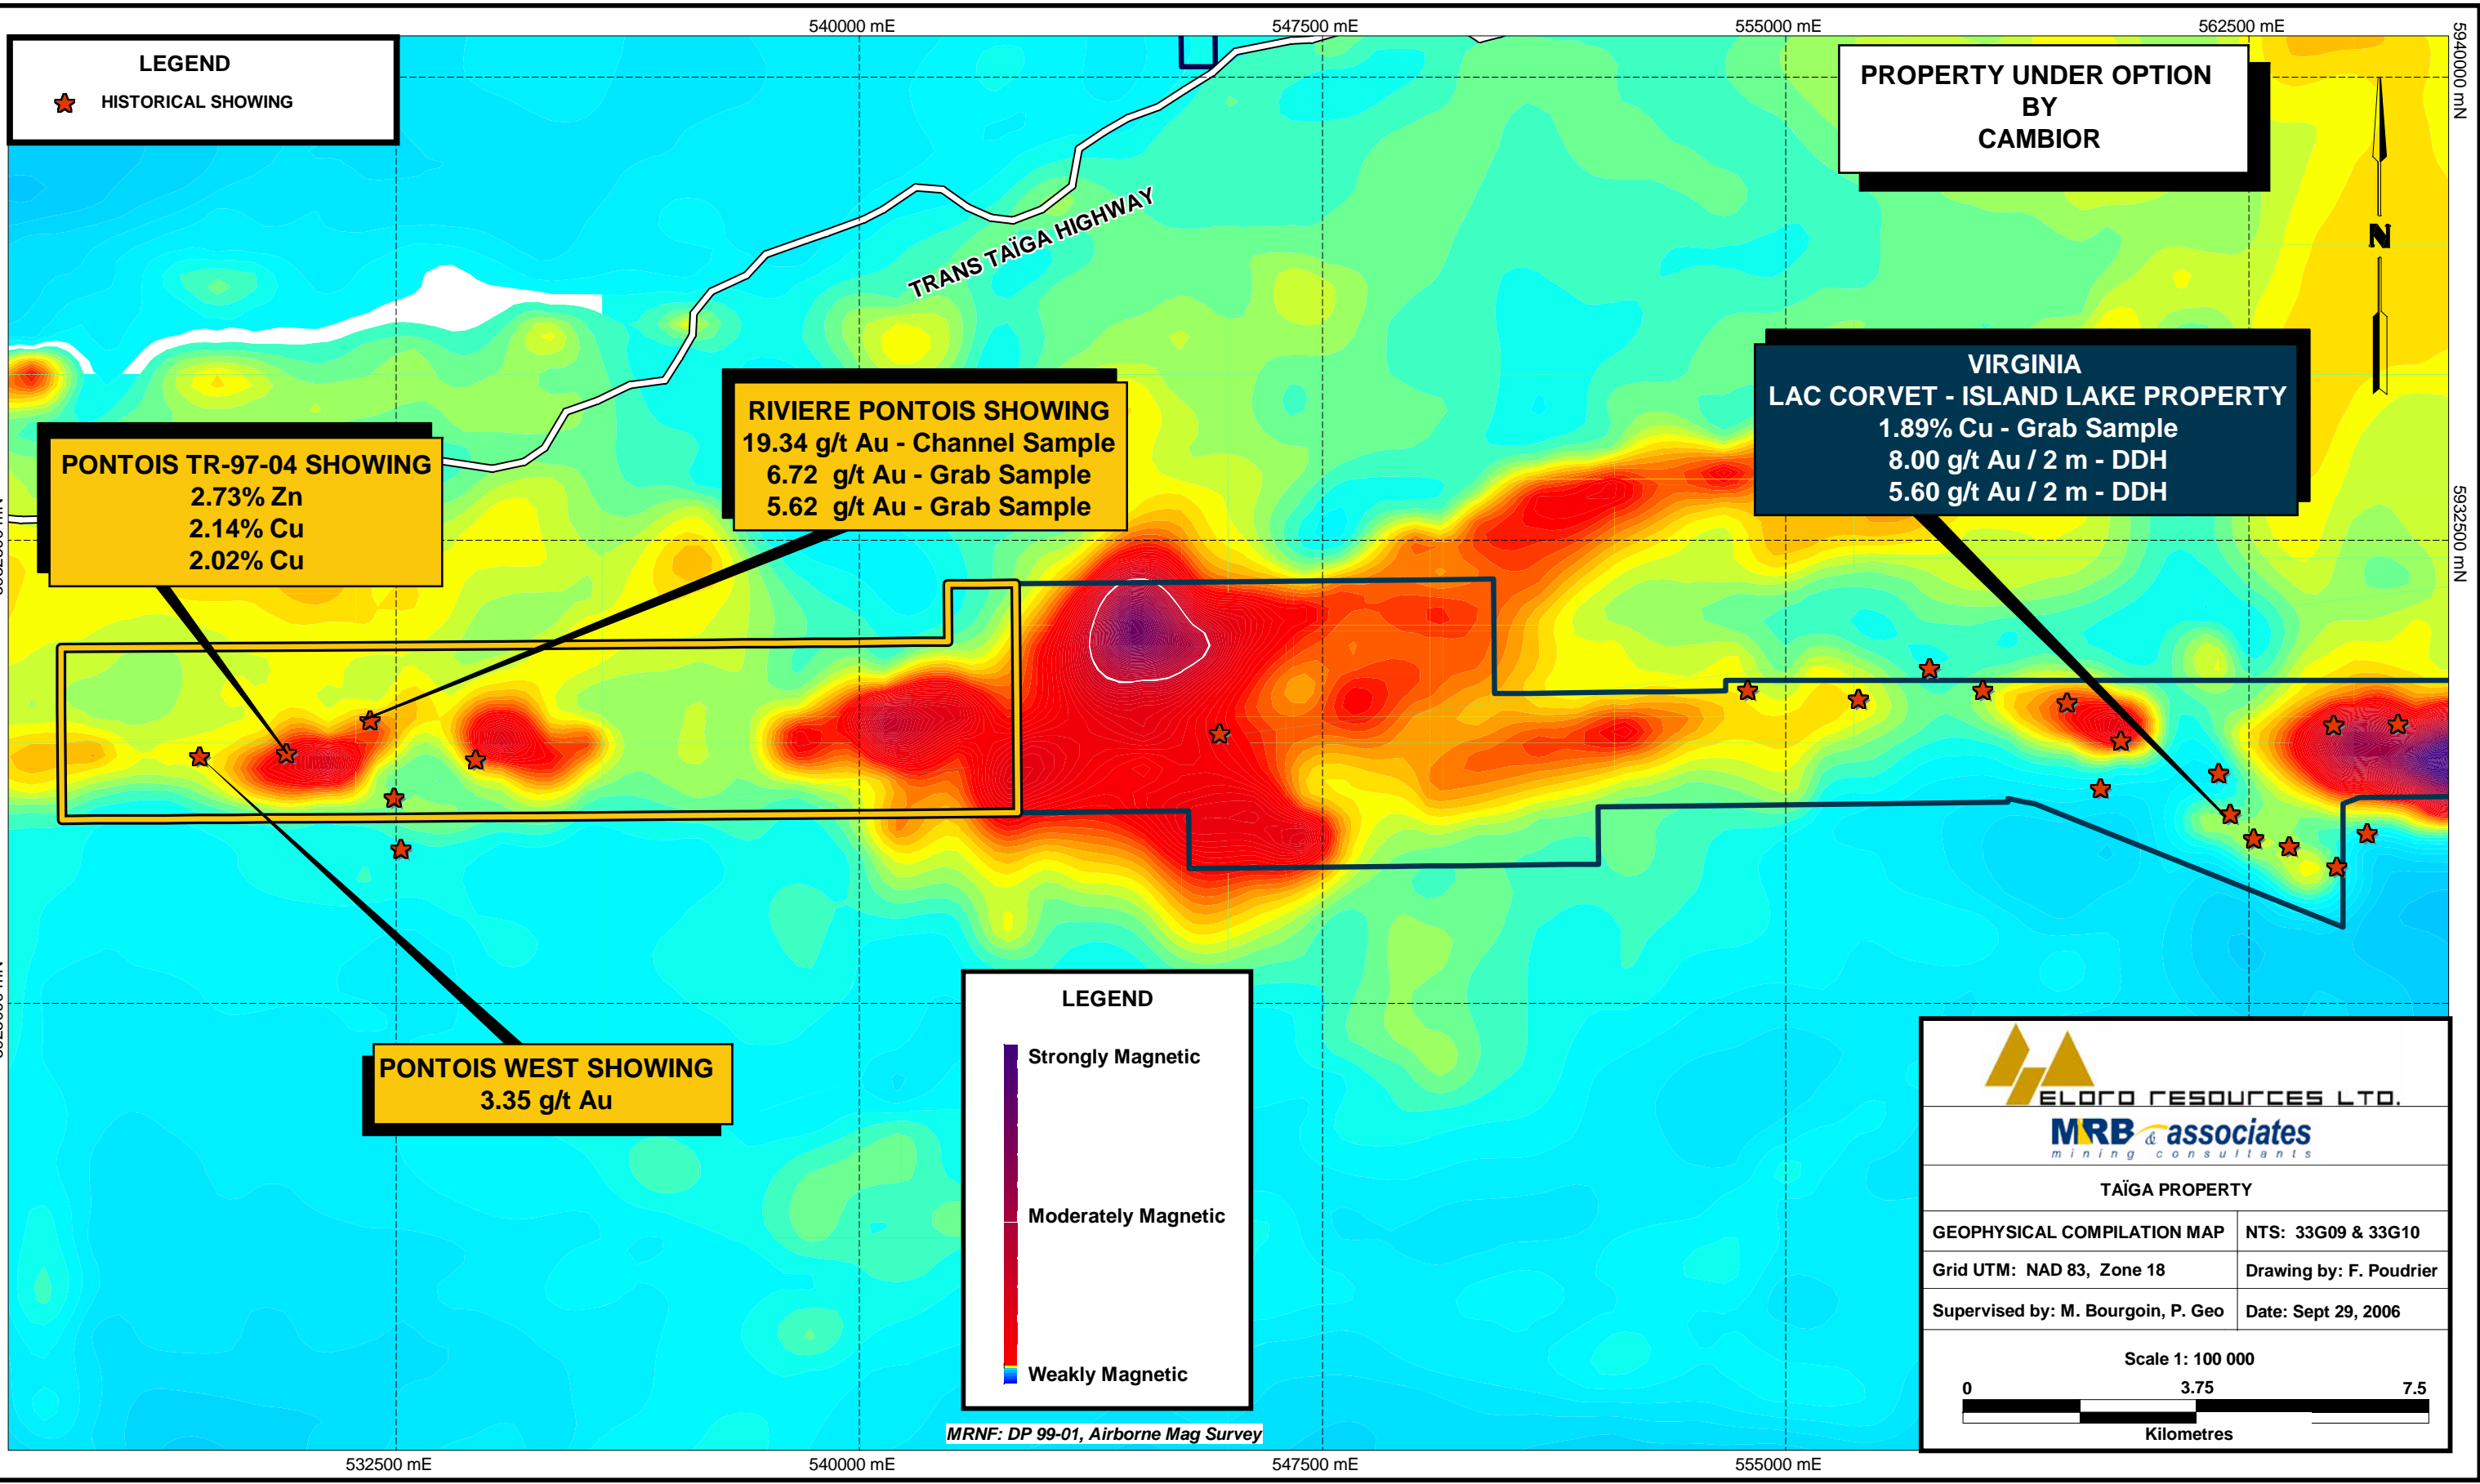 540000 mE
547500 mE
555000 mE
562500 mE
5940000 mN
LEGEND
HISTORICAL SHOWING
PROPERTY UNDER OPTION
BY
CAMBIOR
N
TRANS TAÏGA HIGHWAY
VIRGINIA
LAC CORVET - ISLAND LAKE PROPERTY
1.89% Cu - Grab Sample
8.00 g/t Au / 2 m - DDH
5.60 g/t Au / 2 m - DDH
RIVIERE PONTOIS SHOWING
19.34 g/t Au - Channel Sample
6.72 g/t Au - Grab Sample
5.62 g/t Au - Grab Sample
PONTOIS TR-97-04 SHOWING
2.73% Zn
2.14% Cu
2.02% Cu
5932500 mN
PONTOIS WEST SHOWING
3.35 g/t Au
LEGEND
Strongly Magnetic
Moderately Magnetic
Weakly Magnetic
MRNF: DP 99-01, Airborne Mag Survey
ELORO RESOURCES LTD.
MRB & associates
mining consultants
TAÏGA PROPERTY
GEOPHYSICAL COMPILATION MAP
NTS: 33G09 & 33G10
Grid UTM: NAD 83, Zone 18
Drawing by: F. Poudrier
Supervised by: M. Bourgoin, P. Geo
Date: Sept 29, 2006
Scale 1: 100 000
0 3.75 7.5
Kilometres
532500 mE
540000 mE
547500 mE
555000 mE